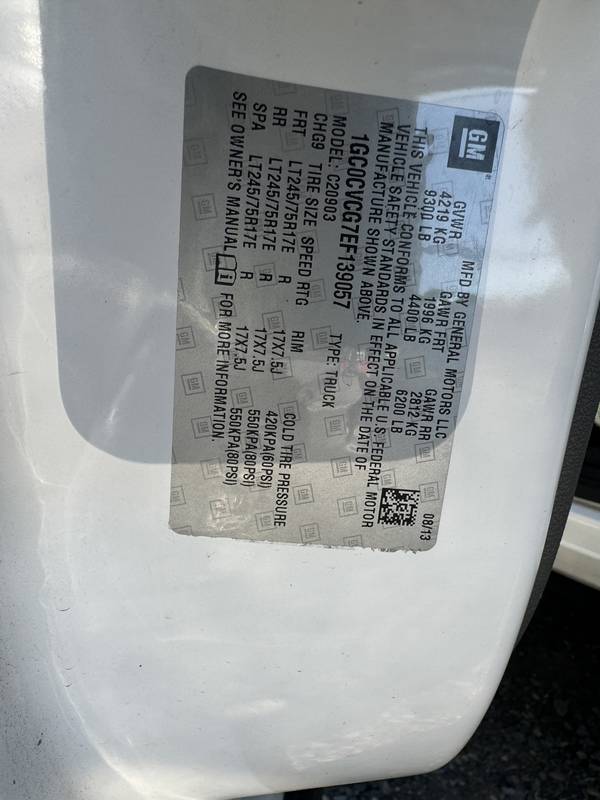 GM
MFD BY GENERAL MOTORS LLC 08/13
GVWR GAWR FRT GAWR RR
4219 KG 1996 KG 2812 KG
9300 LB 4400 LB 6200 LB
THIS VEHICLE CONFORMS TO ALL APPLICABLE U.S. FEDERAL MOTOR
VEHICLE SAFETY STANDARDS IN EFFECT ON THE DATE OF
MANUFACTURE SHOWN ABOVE.
1GC0CVCG7EF139057 TYPE: TRUCK
MODEL: C20903
CHG9 TIRE SIZE SPEED RTG RIM COLD TIRE PRESSURE
FRT LT245/75R17E R 17X7.5J 420KPA(60PSI)
RR LT245/75R17E R 17X7.5J 550KPA(80PSI)
SPA LT245/75R17E R 17X7.5J 550KPA(80PSI)
SEE OWNER'S MANUAL i FOR MORE INFORMATION.